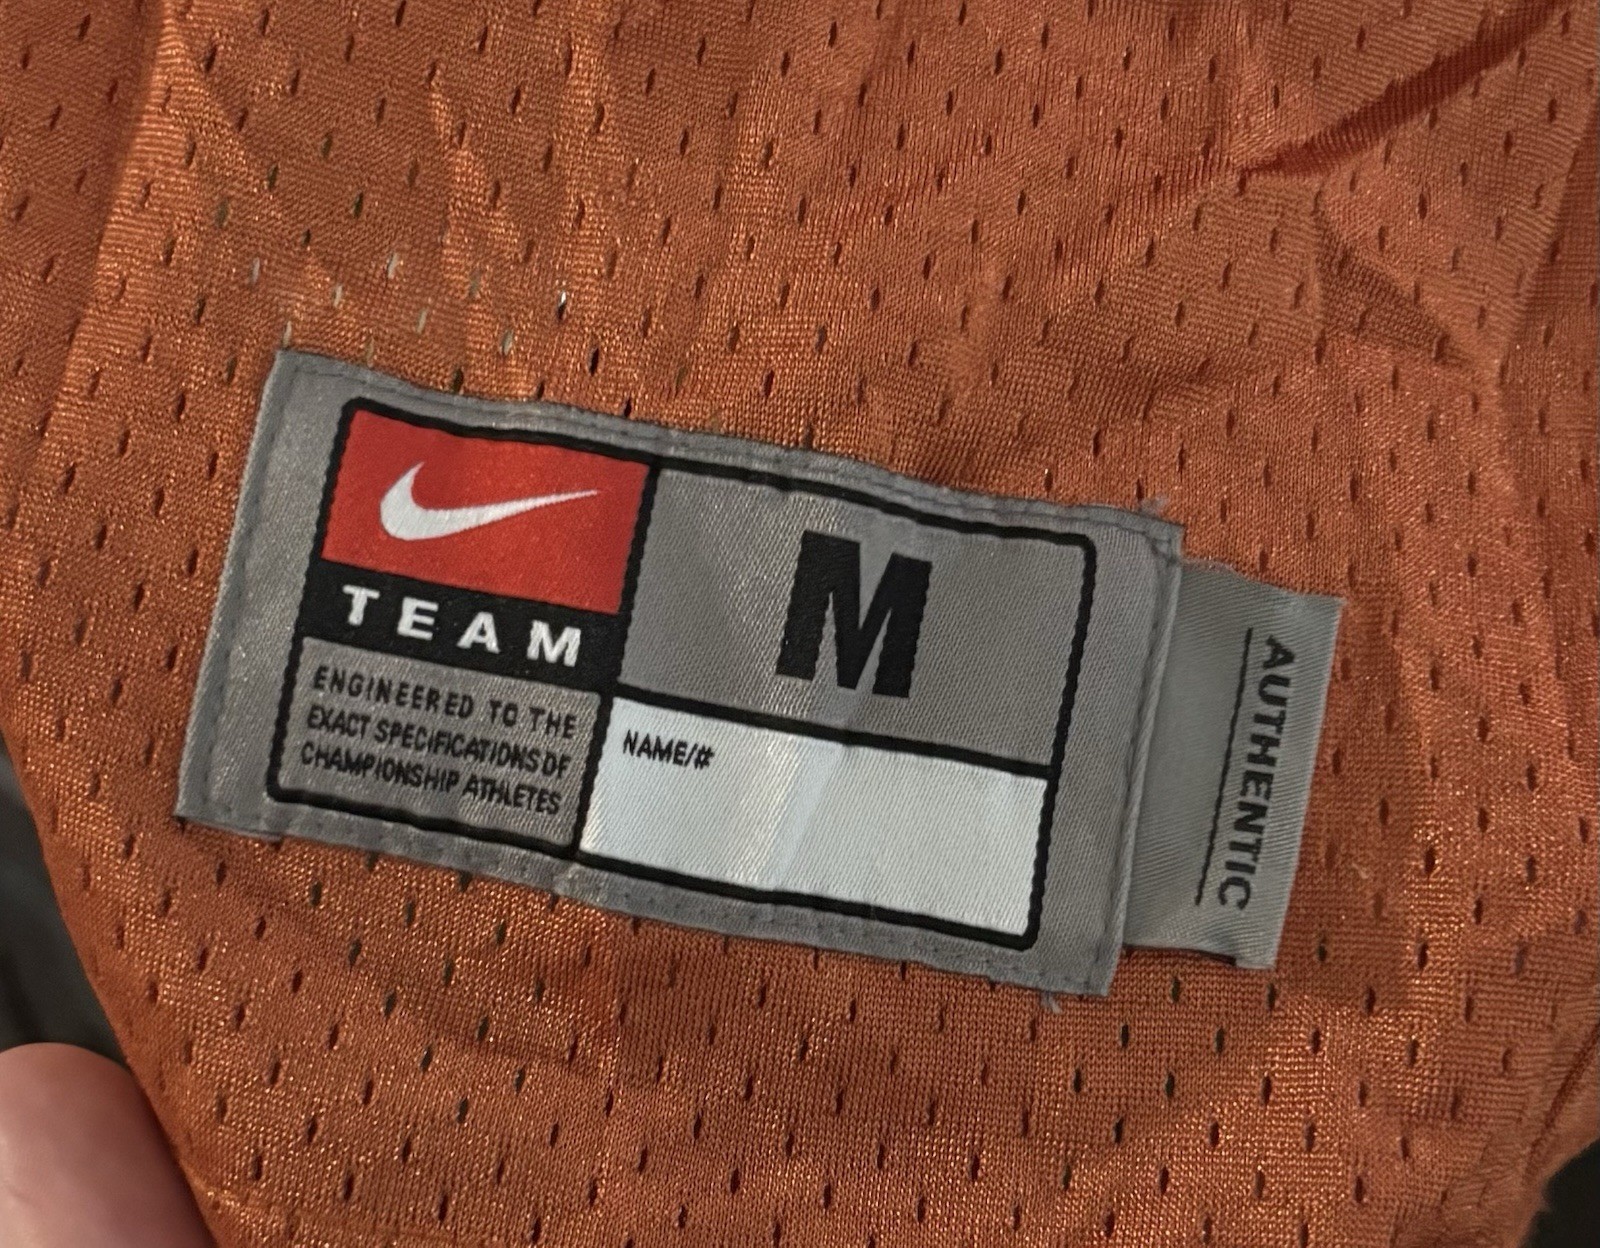 TEAM
ENGINEERED TO THE
EXACT SPECIFICATIONS OF
CHAMPIONSHIP ATHLETES
M
NAME/#
AUTHENTIC